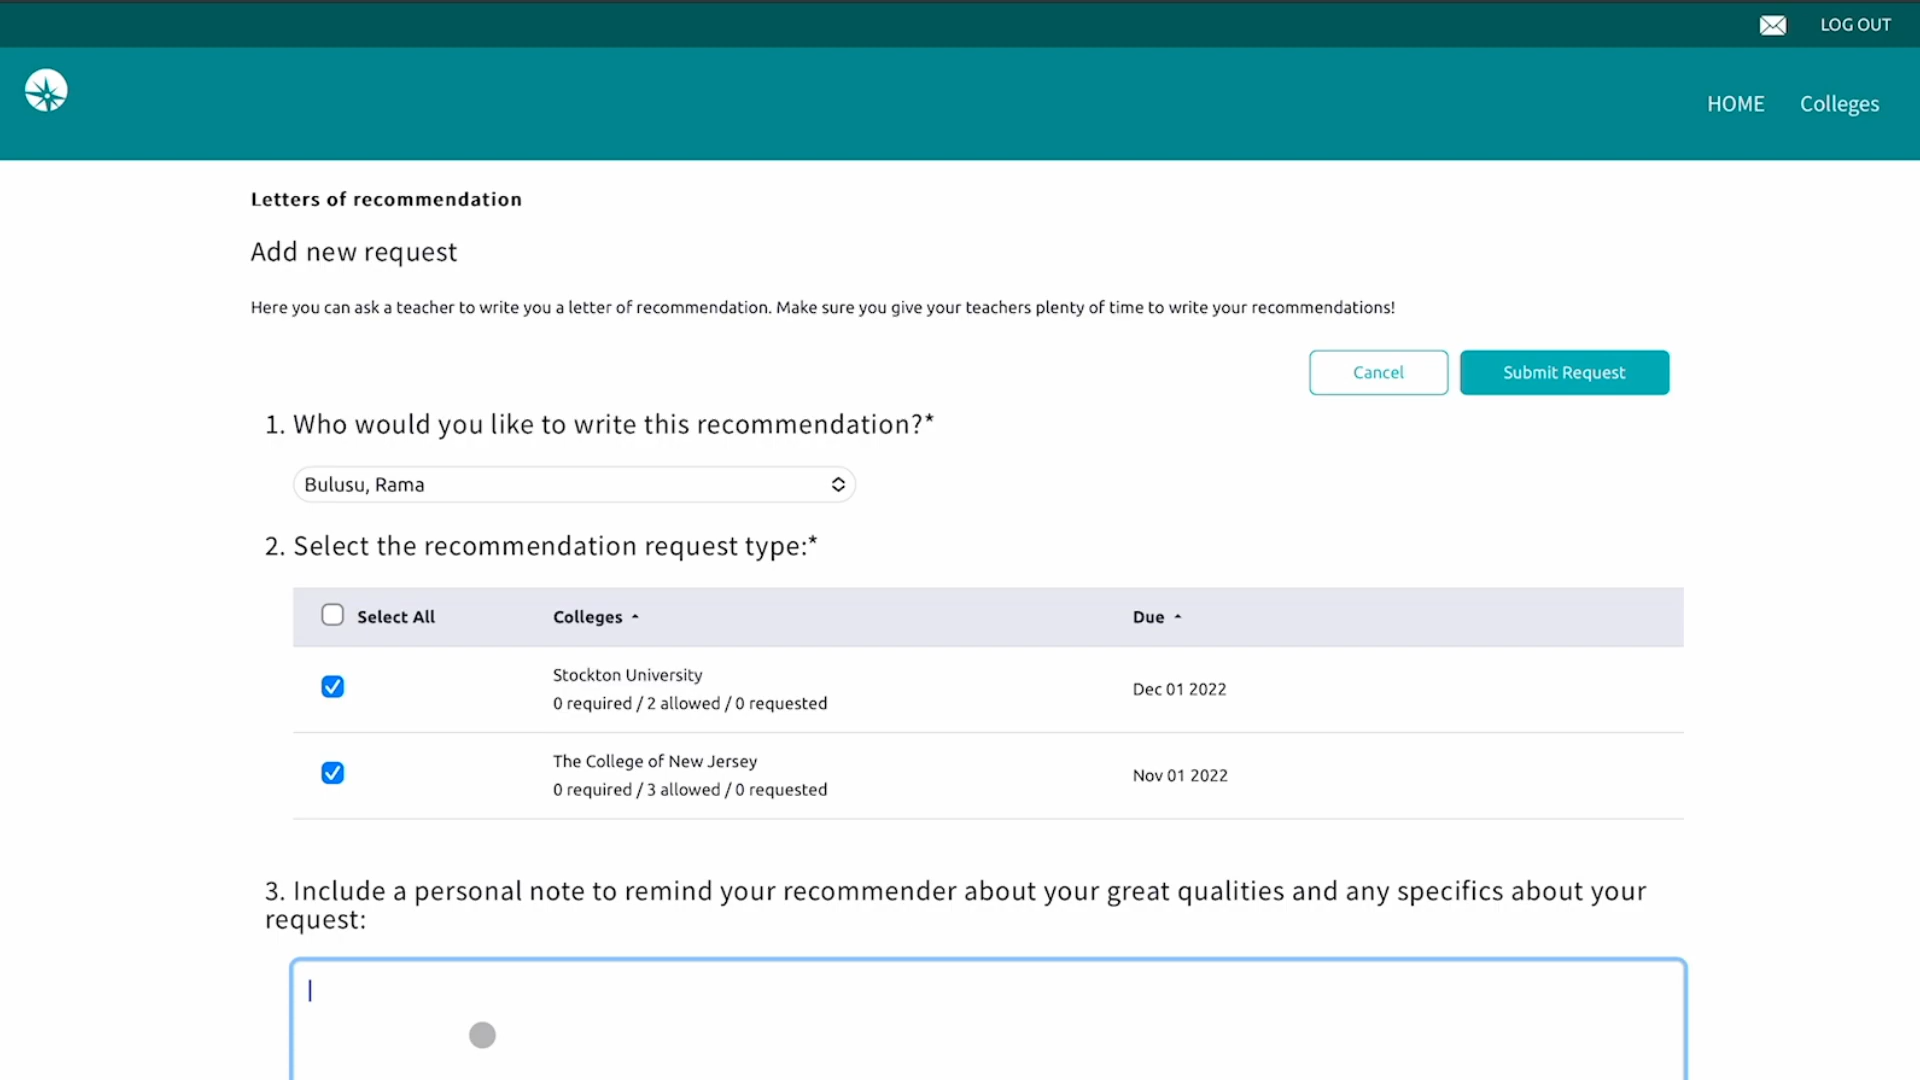 LOG OUT
HOME Colleges
Letters of recommendation
Add new request
Here you can ask a teacher to write you a letter of recommendation. Make sure you give your teachers plenty of time to write your recommendations!
Cancel Submit Request
1. Who would you like to write this recommendation?*
Bulusu, Rama
2. Select the recommendation request type:*
Select All Colleges Due
Stockton University
0 required / 2 allowed / 0 requested
Dec 01 2022
The College of New Jersey
0 required / 3 allowed / 0 requested
Nov 01 2022
3. Include a personal note to remind your recommender about your great qualities and any specifics about your
request: